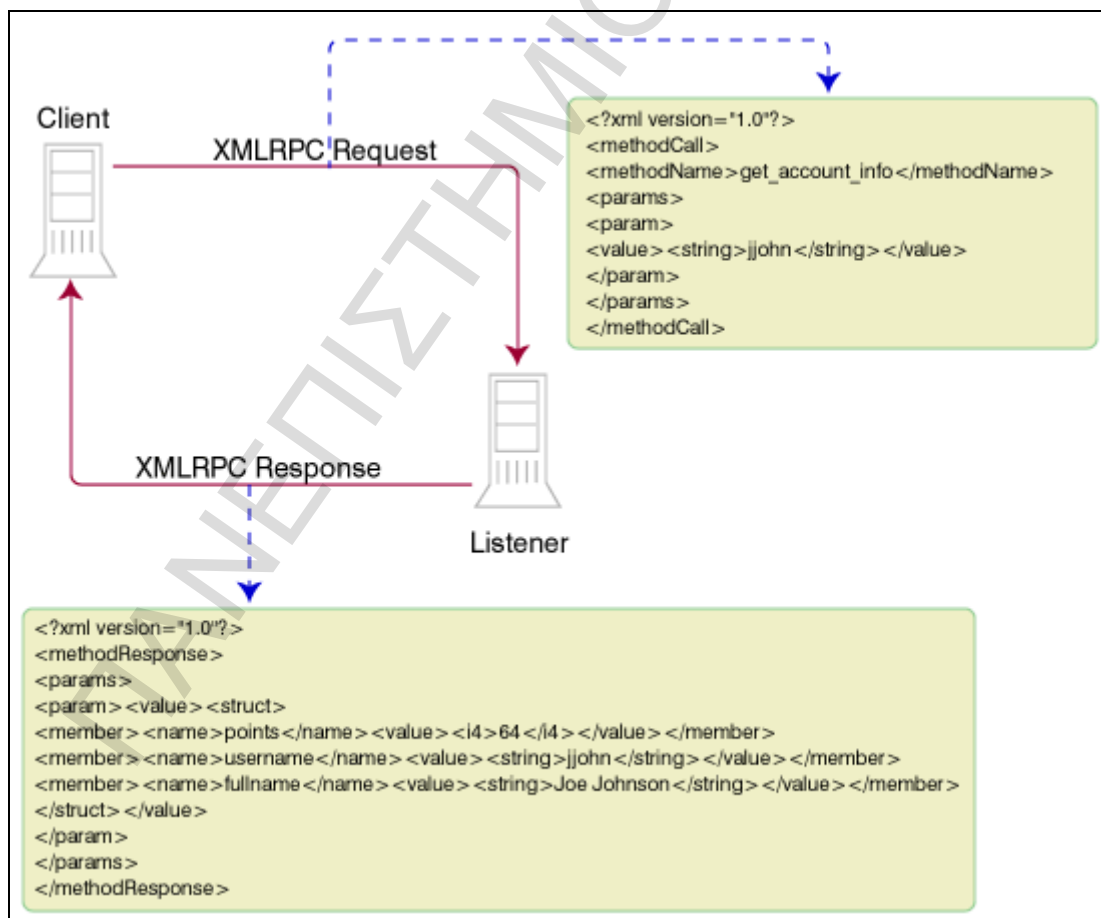 Client
XMLRPC Request
<?xml version="1.0"?>
<methodCall>
<methodName>get_account_info</methodName>
<params>
<param>
<value><string>jjohn</string></value>
</param>
</params>
</methodCall>
XMLRPC Response
Listener
<?xml version="1.0"?>
<methodResponse>
<params>
<param><value><struct>
<member><name>points</name><value><i4>64</i4></value></member>
<member><name>username</name><value><string>jjohn</string></value></member>
<member><name>fullname</name><value><string>Joe Johnson</string></value></member>
</struct></value>
</param>
</params>
</methodResponse>